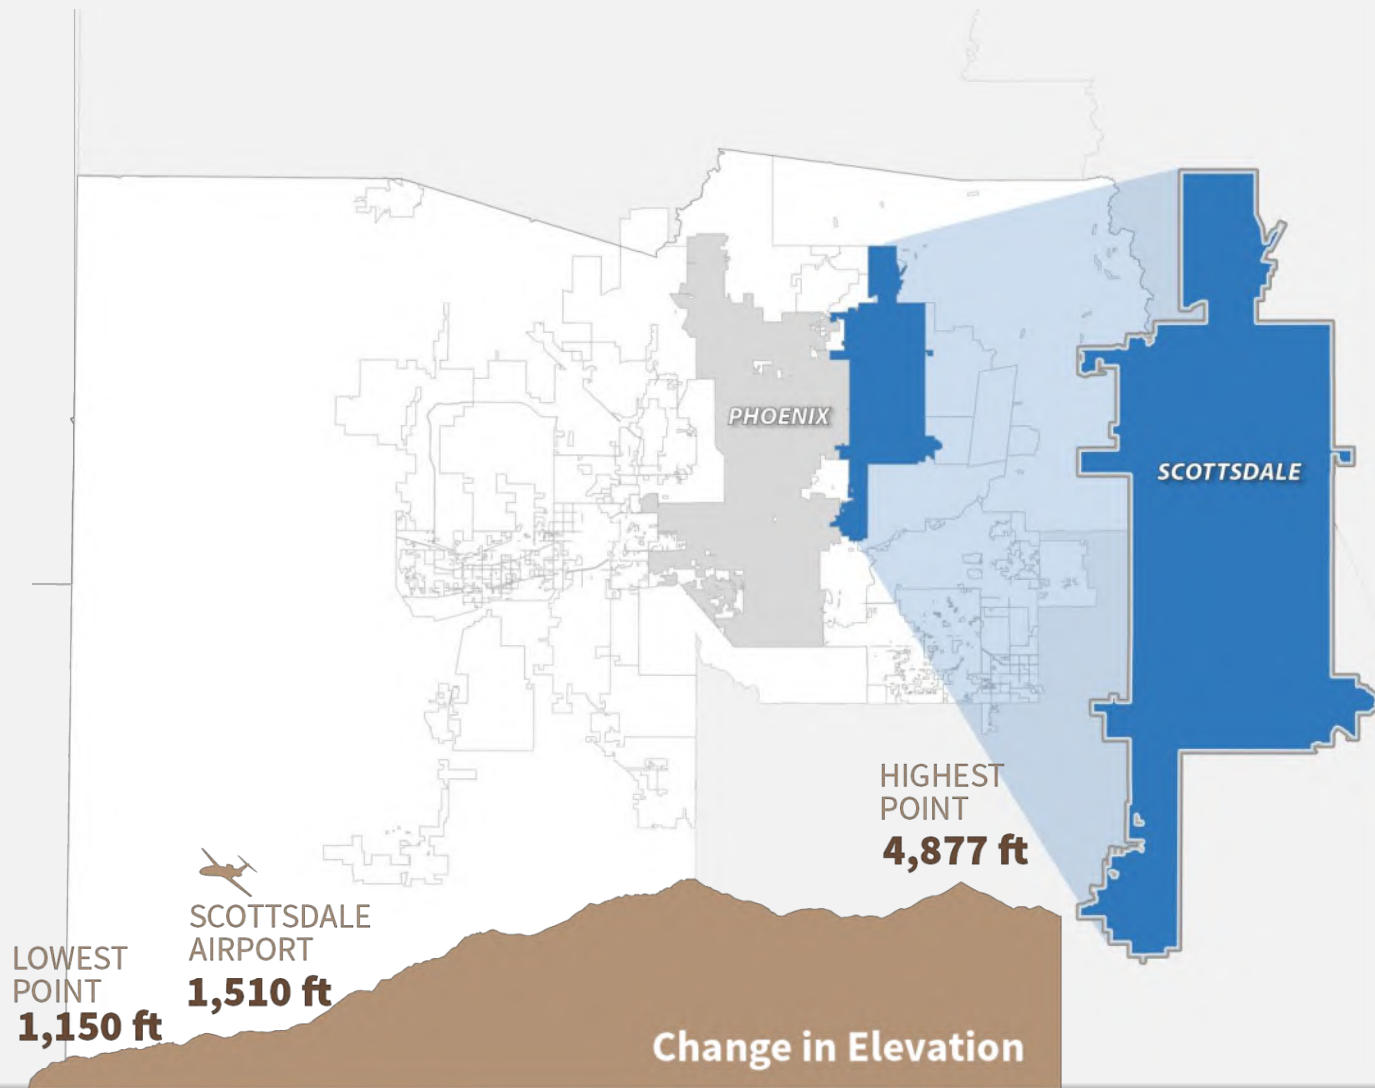 PHOENIX
SCOTTSDALE
HIGHEST
POINT
4,877 ft
SCOTTSDALE
AIRPORT
1,510 ft
LOWEST
POINT
1,150 ft
Change in Elevation